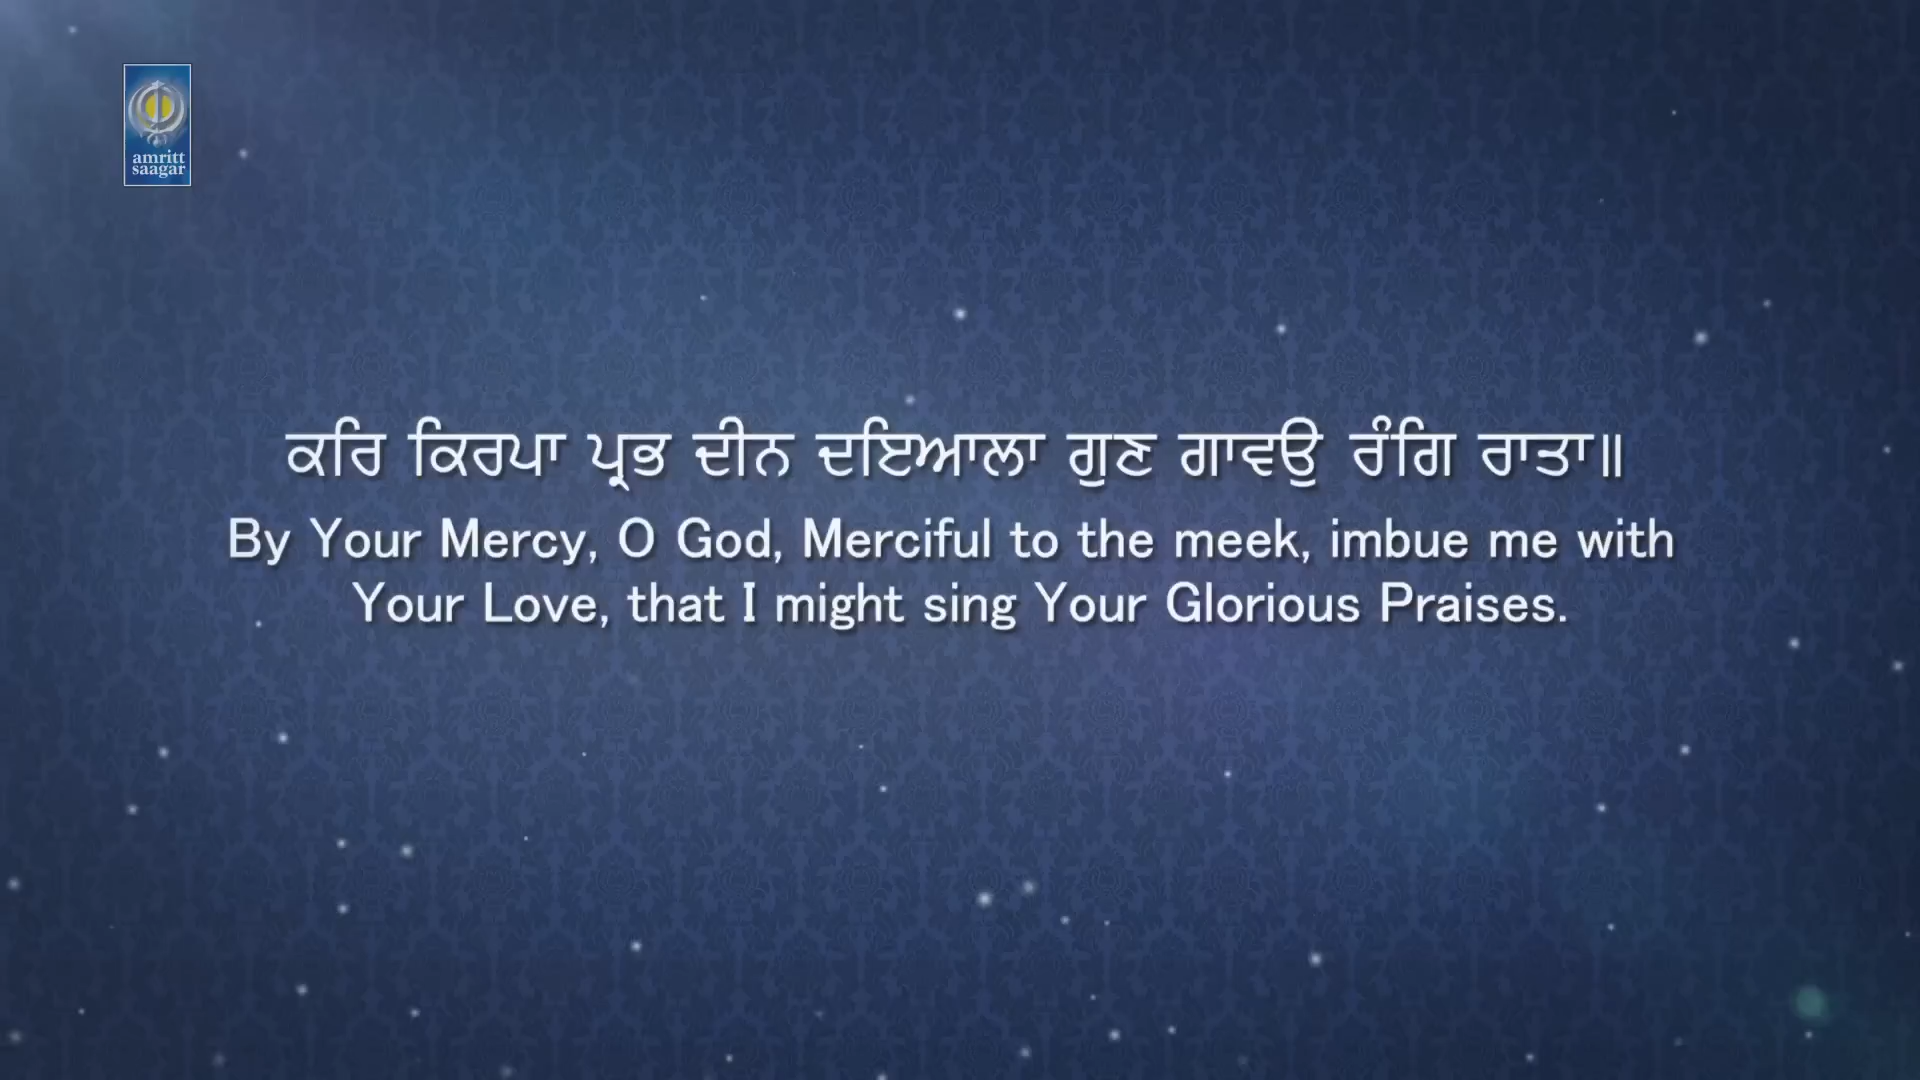 amritt
saagar
ਕਰਿ ਕਿਰਪਾ ਪ੍ਰਭ ਦੀਨ ਦਇਆਲਾ ਗੁਣ ਗਾਵਉ ਰੰਗਿ ਰਾਤਾ॥
By Your Mercy, O God, Merciful to the meek, imbue me with
Your Love, that I might sing Your Glorious Praises.